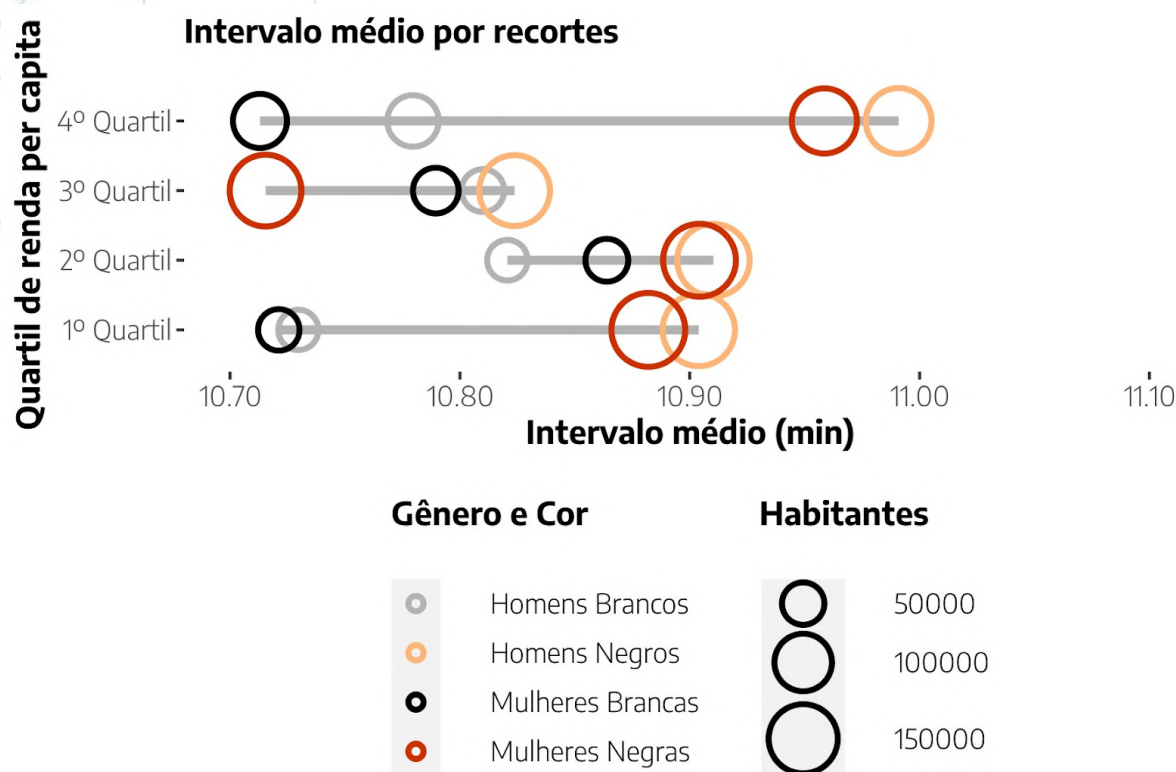 Intervalo médio por recortes
Quartil de renda per capita
4º Quartil
3º Quartil
2º Quartil
1º Quartil
10.70 10.80 10.90 11.00 11.10
Intervalo médio (min)
Gênero e Cor
Homens Brancos
Homens Negros
Mulheres Brancas
Mulheres Negras
Habitantes
50000
100000
150000